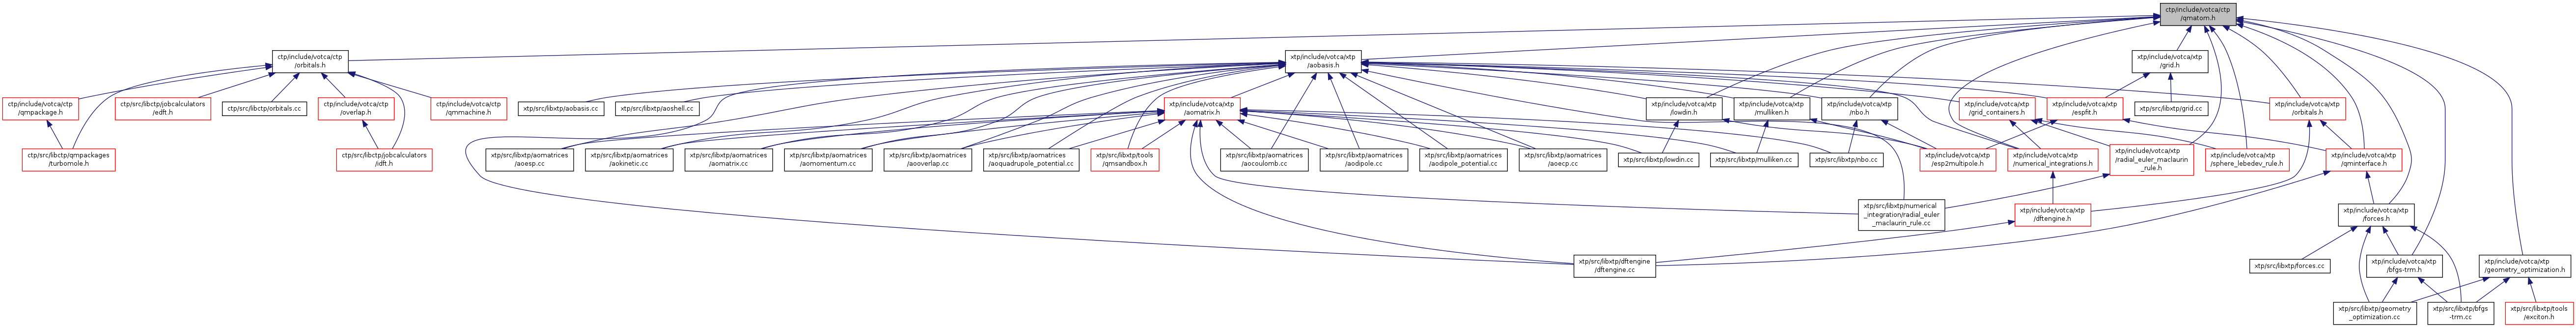 ctp/include/votca/ctp
/qmatom.h
ctp/include/votca/ctp
/orbitals.h
xtp/include/votca/xtp
/aobasis.h
xtp/include/votca/xtp
/grid.h
ctp/include/votca/ctp
/qmpackage.h
ctp/src/libctp/jobcalculators
/edft.h
ctp/src/libctp/orbitals.cc
ctp/include/votca/ctp
/overlap.h
ctp/include/votca/ctp
/qmmachine.h
xtp/src/libxtp/aobasis.cc
xtp/src/libxtp/aoshell.cc
xtp/include/votca/xtp
/aomatrix.h
xtp/include/votca/xtp
/lowdin.h
xtp/include/votca/xtp
/mulliken.h
xtp/include/votca/xtp
/nbo.h
xtp/include/votca/xtp
/grid_containers.h
xtp/include/votca/xtp
/espfit.h
xtp/src/libxtp/grid.cc
xtp/include/votca/xtp
/orbitals.h
ctp/src/libctp/qmpackages
/turbomole.h
ctp/src/libctp/jobcalculators
/idft.h
xtp/src/libxtp/aomatrices
/aoesp.cc
xtp/src/libxtp/aomatrices
/aokinetic.cc
xtp/src/libxtp/aomatrices
/aomatrix.cc
xtp/src/libxtp/aomatrices
/aomomentum.cc
xtp/src/libxtp/aomatrices
/aooverlap.cc
xtp/src/libxtp/aomatrices
/aoquadrupole_potential.cc
xtp/src/libxtp/tools
/qmsandbox.h
xtp/src/libxtp/aomatrices
/aocoulomb.cc
xtp/src/libxtp/aomatrices
/aodipole.cc
xtp/src/libxtp/aomatrices
/aodipole_potential.cc
xtp/src/libxtp/aomatrices
/aoecp.cc
xtp/src/libxtp/lowdin.cc
xtp/src/libxtp/mulliken.cc
xtp/src/libxtp/nbo.cc
xtp/include/votca/xtp
/esp2multipole.h
xtp/include/votca/xtp
/numerical_integrations.h
xtp/include/votca/xtp
/radial_euler_maclaurin
_rule.h
xtp/include/votca/xtp
/sphere_lebedev_rule.h
xtp/include/votca/xtp
/qminterface.h
xtp/src/libxtp/numerical
_integration/radial_euler
_maclaurin_rule.cc
xtp/include/votca/xtp
/dftengine.h
xtp/include/votca/xtp
/forces.h
xtp/src/libxtp/dftengine
/dftengine.cc
xtp/src/libxtp/forces.cc
xtp/include/votca/xtp
/bfgs-trm.h
xtp/include/votca/xtp
/geometry_optimization.h
xtp/src/libxtp/geometry
_optimization.cc
xtp/src/libxtp/bfgs
-trm.cc
xtp/src/libxtp/tools
/exciton.h